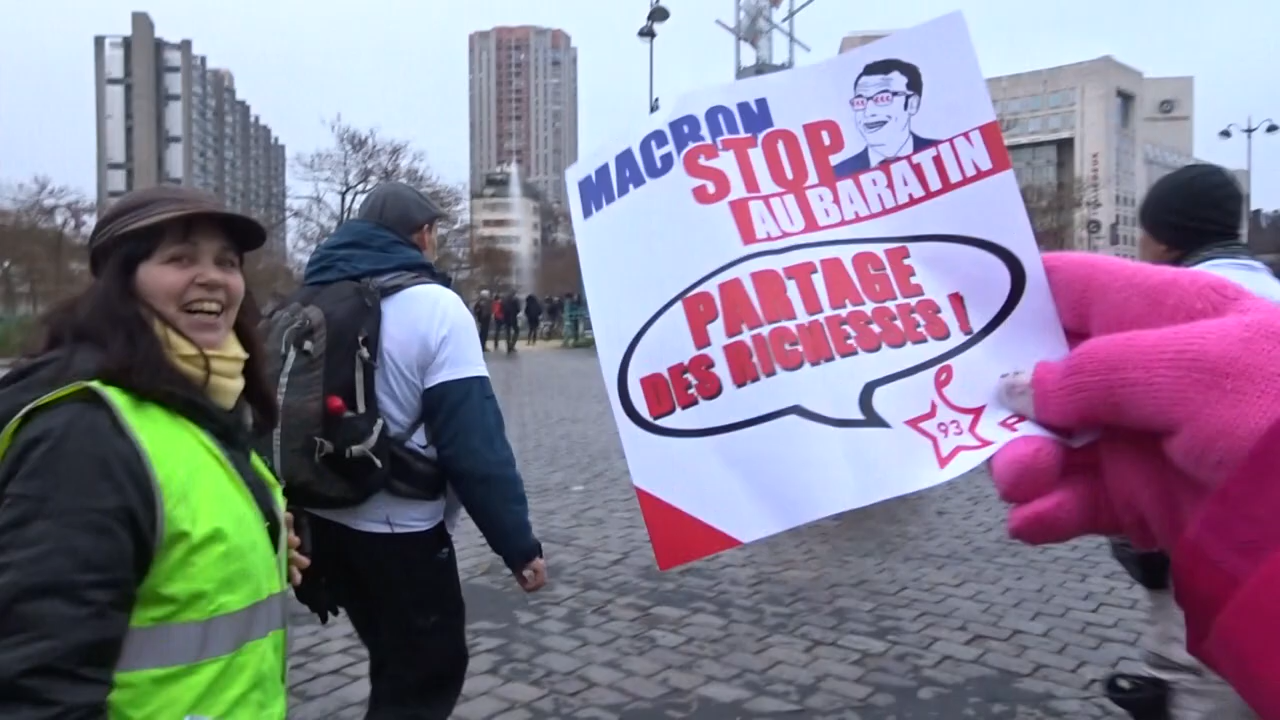 MACRON
STOP
AU BARATIN
PARTAGE
DES RICHESSES !
93